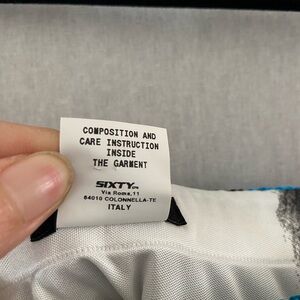 COMPOSITION AND
CARE INSTRUCTION
INSIDE
THE GARMENT
SIXTY
Via Roma,11
64010 COLONNELLA-TE
ITALY